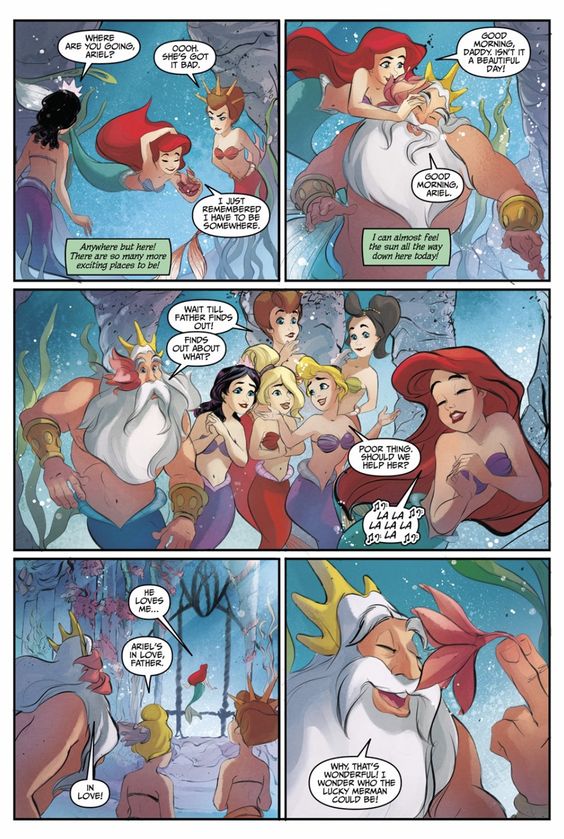 WHERE
ARE YOU GOING,
ARIEL?
OOOH.
SHE'S GOT
IT BAD.
I JUST
REMEMBERED
I HAVE TO BE
SOMEWHERE.
Anywhere but here!
There are so many more
exciting places to be!
GOOD
MORNING,
DADDY. ISN'T IT
A BEAUTIFUL
DAY!
GOOD
MORNING,
ARIEL.
I can almost feel
the sun all the way
down here today!
WAIT TILL
FATHER FINDS
OUT!
FINDS
OUT ABOUT
WHAT?
POOR THING.
SHOULD WE
HELP HER?
LA LA
LA LA LA
LA
HE
LOVES
ME...
ARIEL'S
IN LOVE,
FATHER.
IN
LOVE!
WHY, THAT'S
WONDERFUL! I
WONDER WHO THE
LUCKY MERMAN
COULD BE!